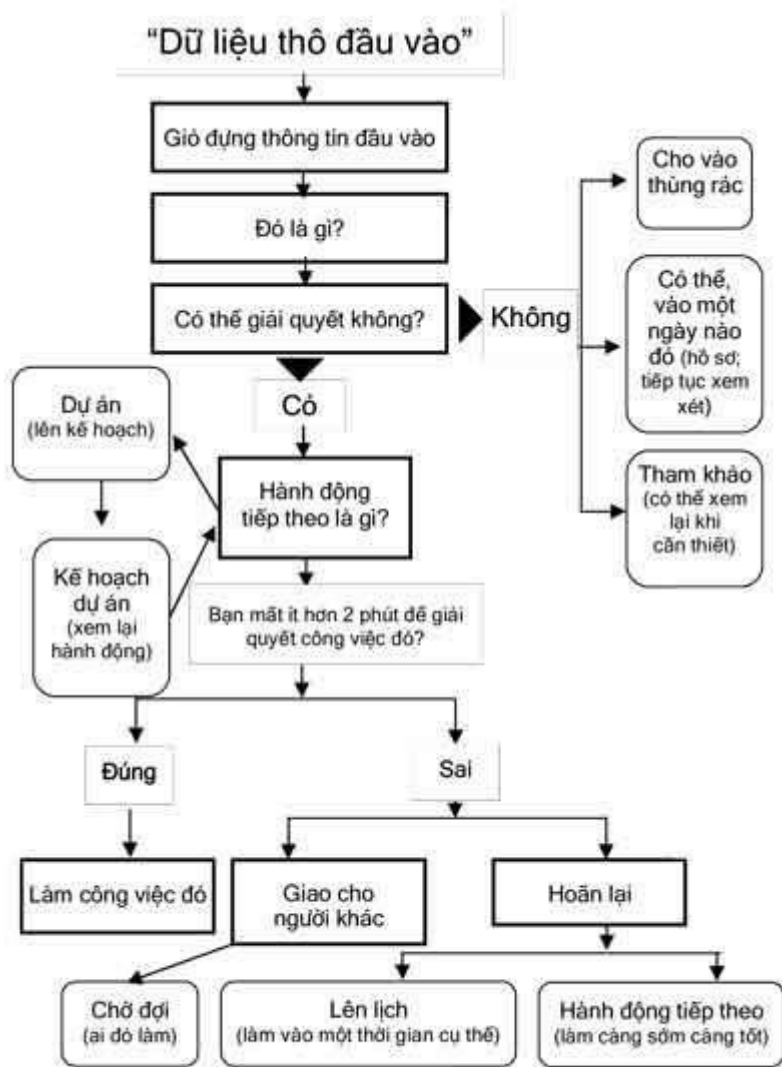 “Dữ liệu thô đầu vào”
Giỏ đựng thông tin đầu vào
Đó là gì?
Có thể giải quyết không?
Không
Cho vào
thùng rác
Có thể,
vào một
ngày nào
đó (hồ sơ;
tiếp tục xem
xét)
Tham khảo
(có thể xem
lại khi
cần thiết)
Có
Dự án
(lên kế hoạch)
Hành động
tiếp theo là gì?
Kế hoạch
dự án
(xem lại
hành động)
Bạn mất ít hơn 2 phút để giải
quyết công việc đó?
Đúng
Sai
Làm công việc đó
Giao cho
người khác
Hoãn lại
Chờ đợi
(ai đó làm)
Lên lịch
(làm vào một thời gian cụ thể)
Hành động tiếp theo
(làm càng sớm càng tốt)